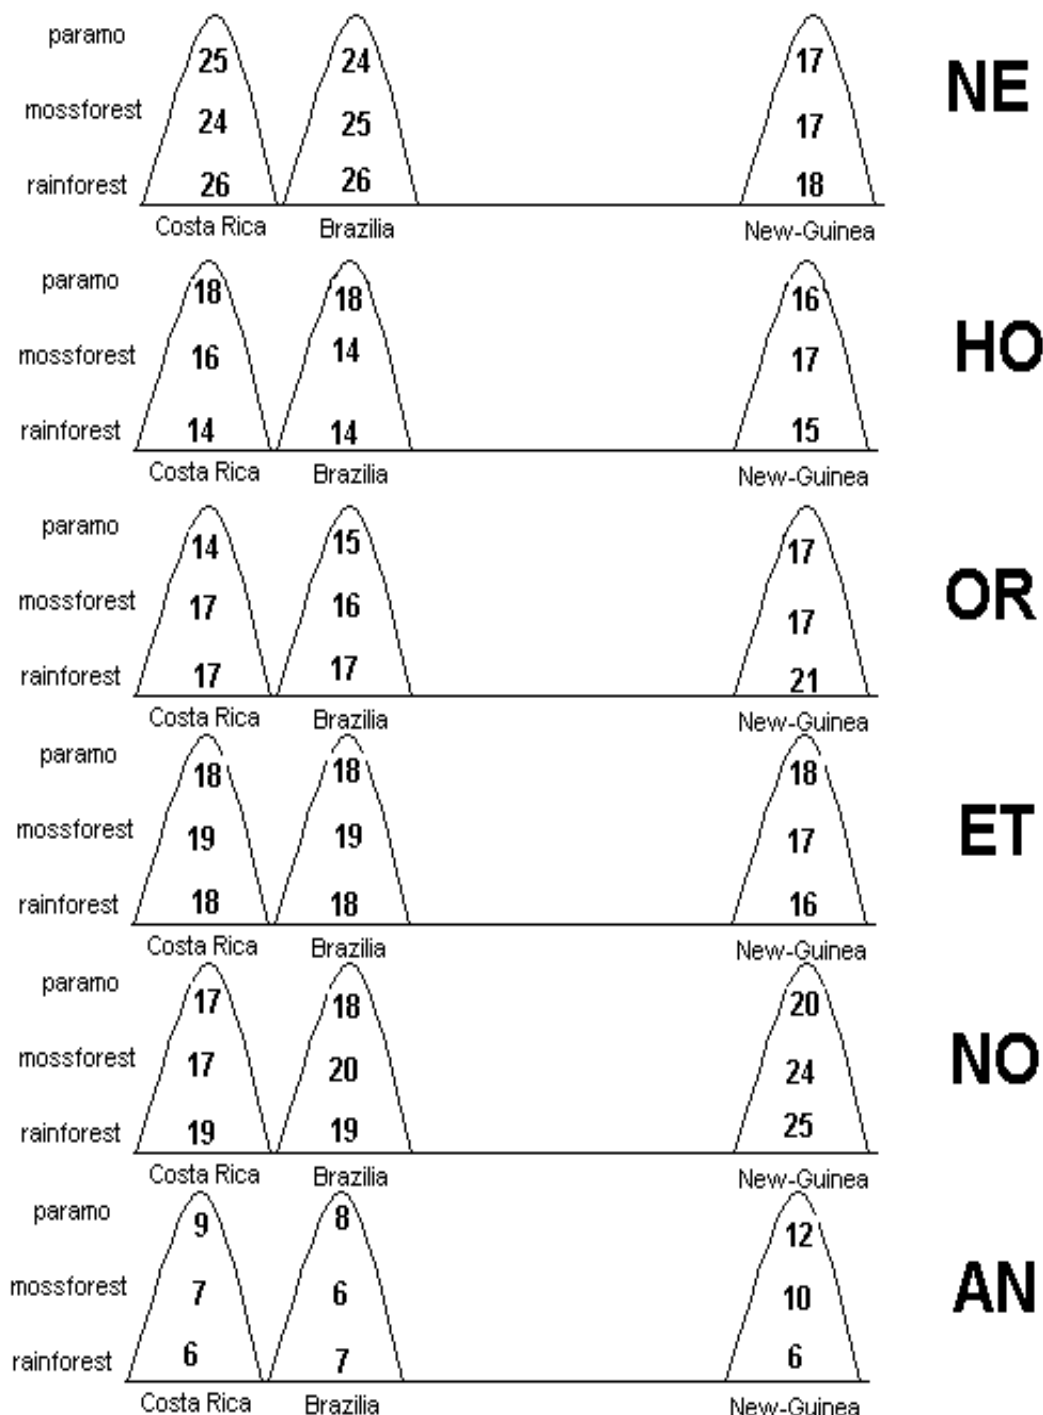 paramo 25 24 17 NE
mossforest 24 25 17
rainforest 26 26 18
Costa Rica Brazilia New-Guinea
paramo 18 18 16 HO
mossforest 16 14 17
rainforest 14 14 15
Costa Rica Brazilia New-Guinea
paramo 14 15 17 OR
mossforest 17 16 17
rainforest 17 17 21
Costa Rica Brazilia New-Guinea
paramo 18 18 18 ET
mossforest 19 19 17
rainforest 18 18 16
Costa Rica Brazilia New-Guinea
paramo 17 18 20 NO
mossforest 17 20 24
rainforest 19 19 25
Costa Rica Brazilia New-Guinea
paramo 9 8 12 AN
mossforest 7 6 10
rainforest 6 7 6
Costa Rica Brazilia New-Guinea